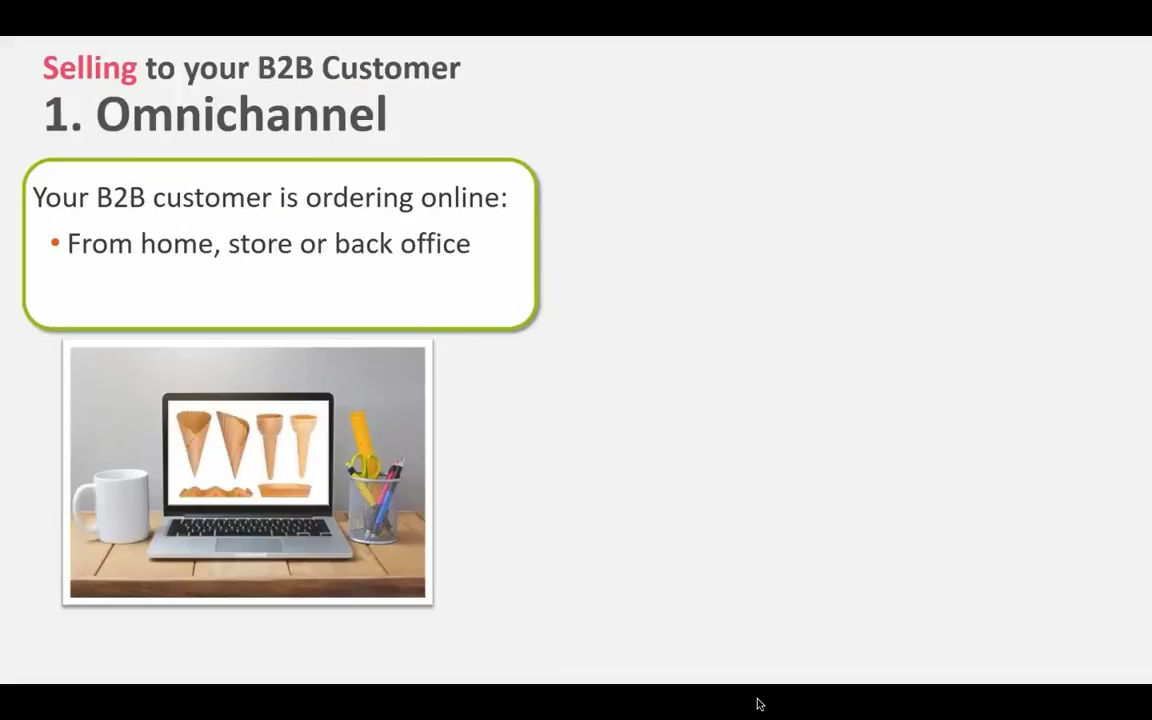 Selling to your B2B Customer
1. Omnichannel
Your B2B customer is ordering online:
• From home, store or back office